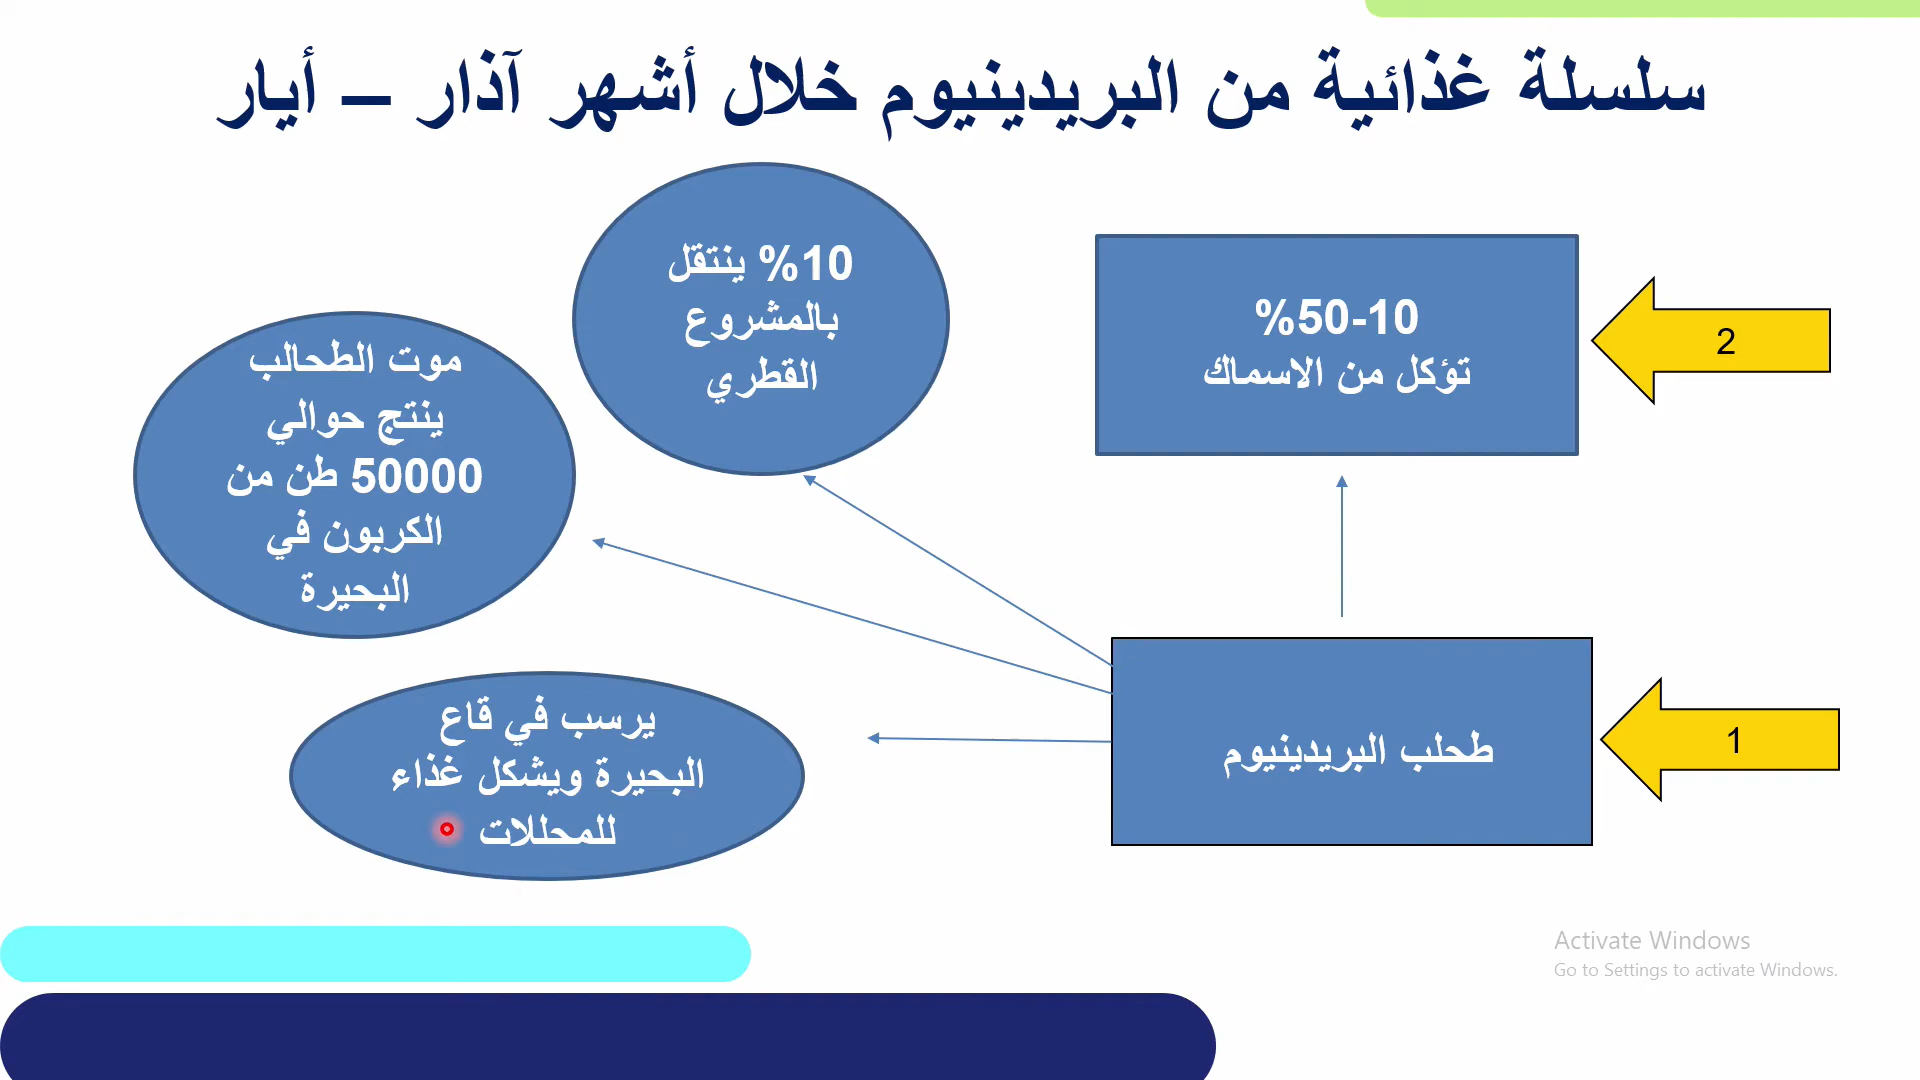 سلسلة غذائية من البريدينيوم خلال أشهر آذار – أيار
%50-10
تؤكل من الاسماك
2
%10 ينتقل
بالمشروع
القطري
موت الطحالب
ينتج حوالي
50000 طن من
الكربون في
البحيرة
طحلب البريدينيوم
1
يرسب في قاع
البحيرة ويشكل غذاء
للمحللات
Activate Windows
Go to Settings to activate Windows.